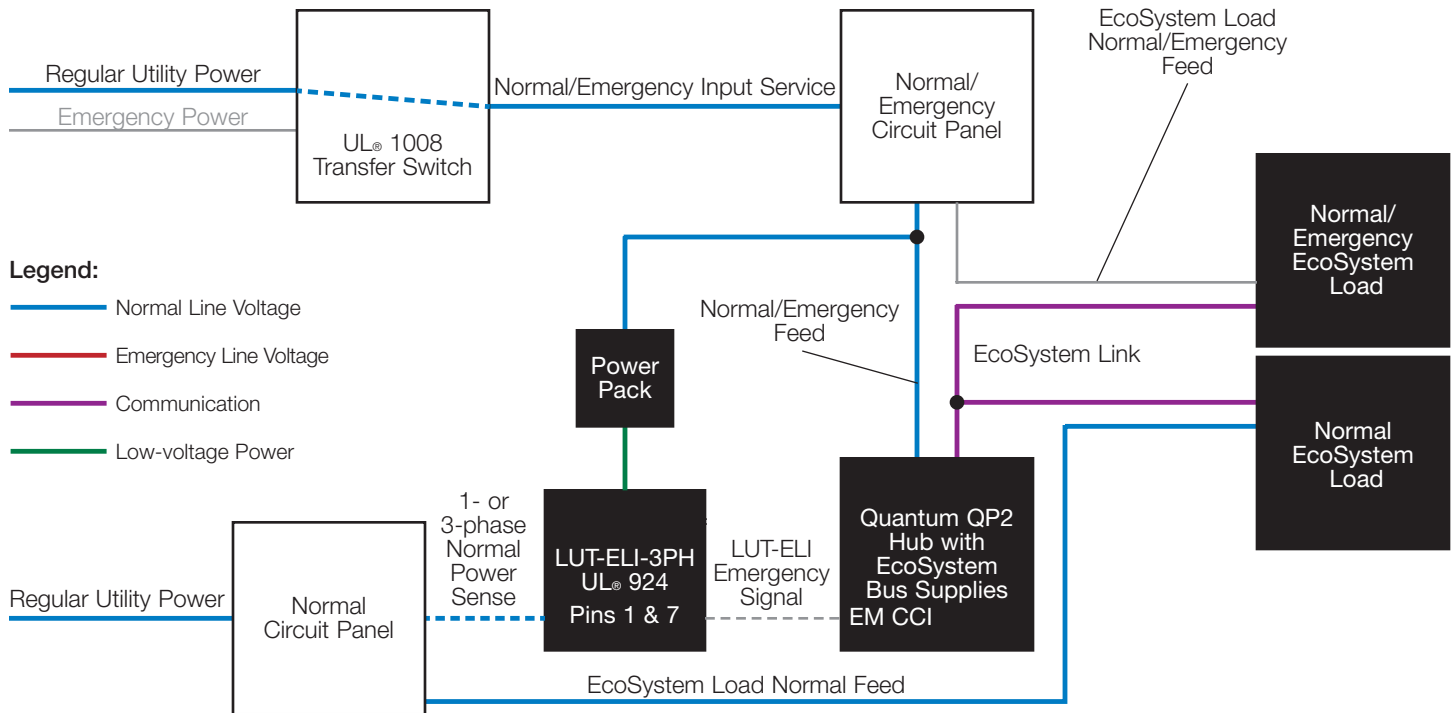 EcoSystem Load
Normal/Emergency
Feed
Regular Utility Power
Emergency Power
UL® 1008
Transfer Switch
Normal/Emergency Input Service
Normal/
Emergency
Circuit Panel
Normal/
Emergency
EcoSystem
Load
Legend:
Normal Line Voltage
Emergency Line Voltage
Communication
Low-voltage Power
Normal/Emergency
Feed
EcoSystem Link
Power
Pack
Normal
EcoSystem
Load
1- or
3-phase
Normal
Power
Sense
LUT-ELI-3PH
UL® 924
Pins 1 & 7
LUT-ELI
Emergency
Signal
Quantum QP2
Hub with
EcoSystem
Bus Supplies
EM CCI
Regular Utility Power
Normal
Circuit Panel
EcoSystem Load Normal Feed